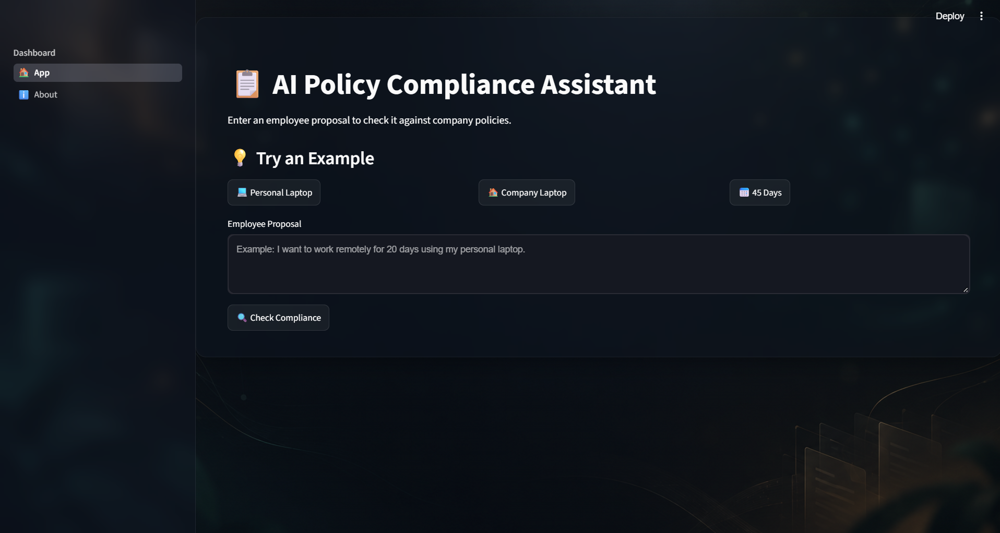 Deploy
Dashboard
App
About
AI Policy Compliance Assistant
Enter an employee proposal to check it against company policies.
Try an Example
Personal Laptop
Company Laptop
45 Days
Employee Proposal
Example: I want to work remotely for 20 days using my personal laptop.
Check Compliance